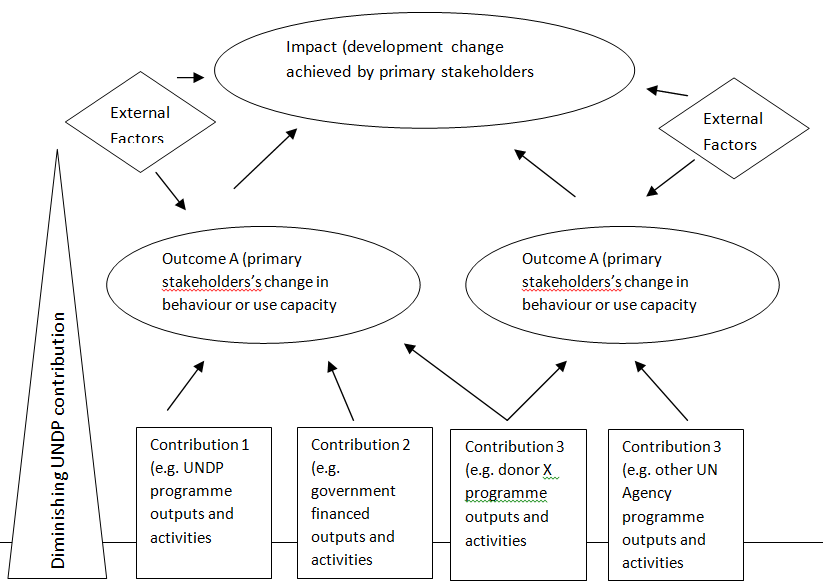 Impact (development change
achieved by primary stakeholders
External
Factors
External
Factors
Outcome A (primary
stakeholders's change in
behaviour or use capacity
Outcome A (primary
stakeholders's change in
behaviour or use capacity
Diminishing UNDP contribution
Contribution 1
(e.g. UNDP
programme
outputs and
activities
Contribution 2
(e.g.
government
financed
outputs and
activities
Contribution 3
(e.g. donor X
programme
outputs and
activities
Contribution 3
(e.g. other UN
Agency
programme
outputs and
activities